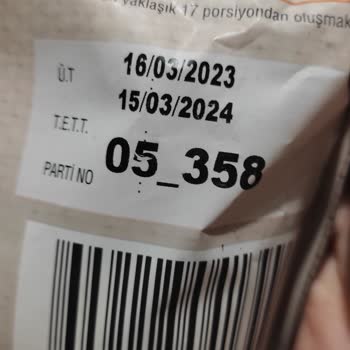 yaklaşık 17 porsiyondan oluşmak
Ü.T 16/03/2023
T.E.T.T. 15/03/2024
PARTİ NO 05_358